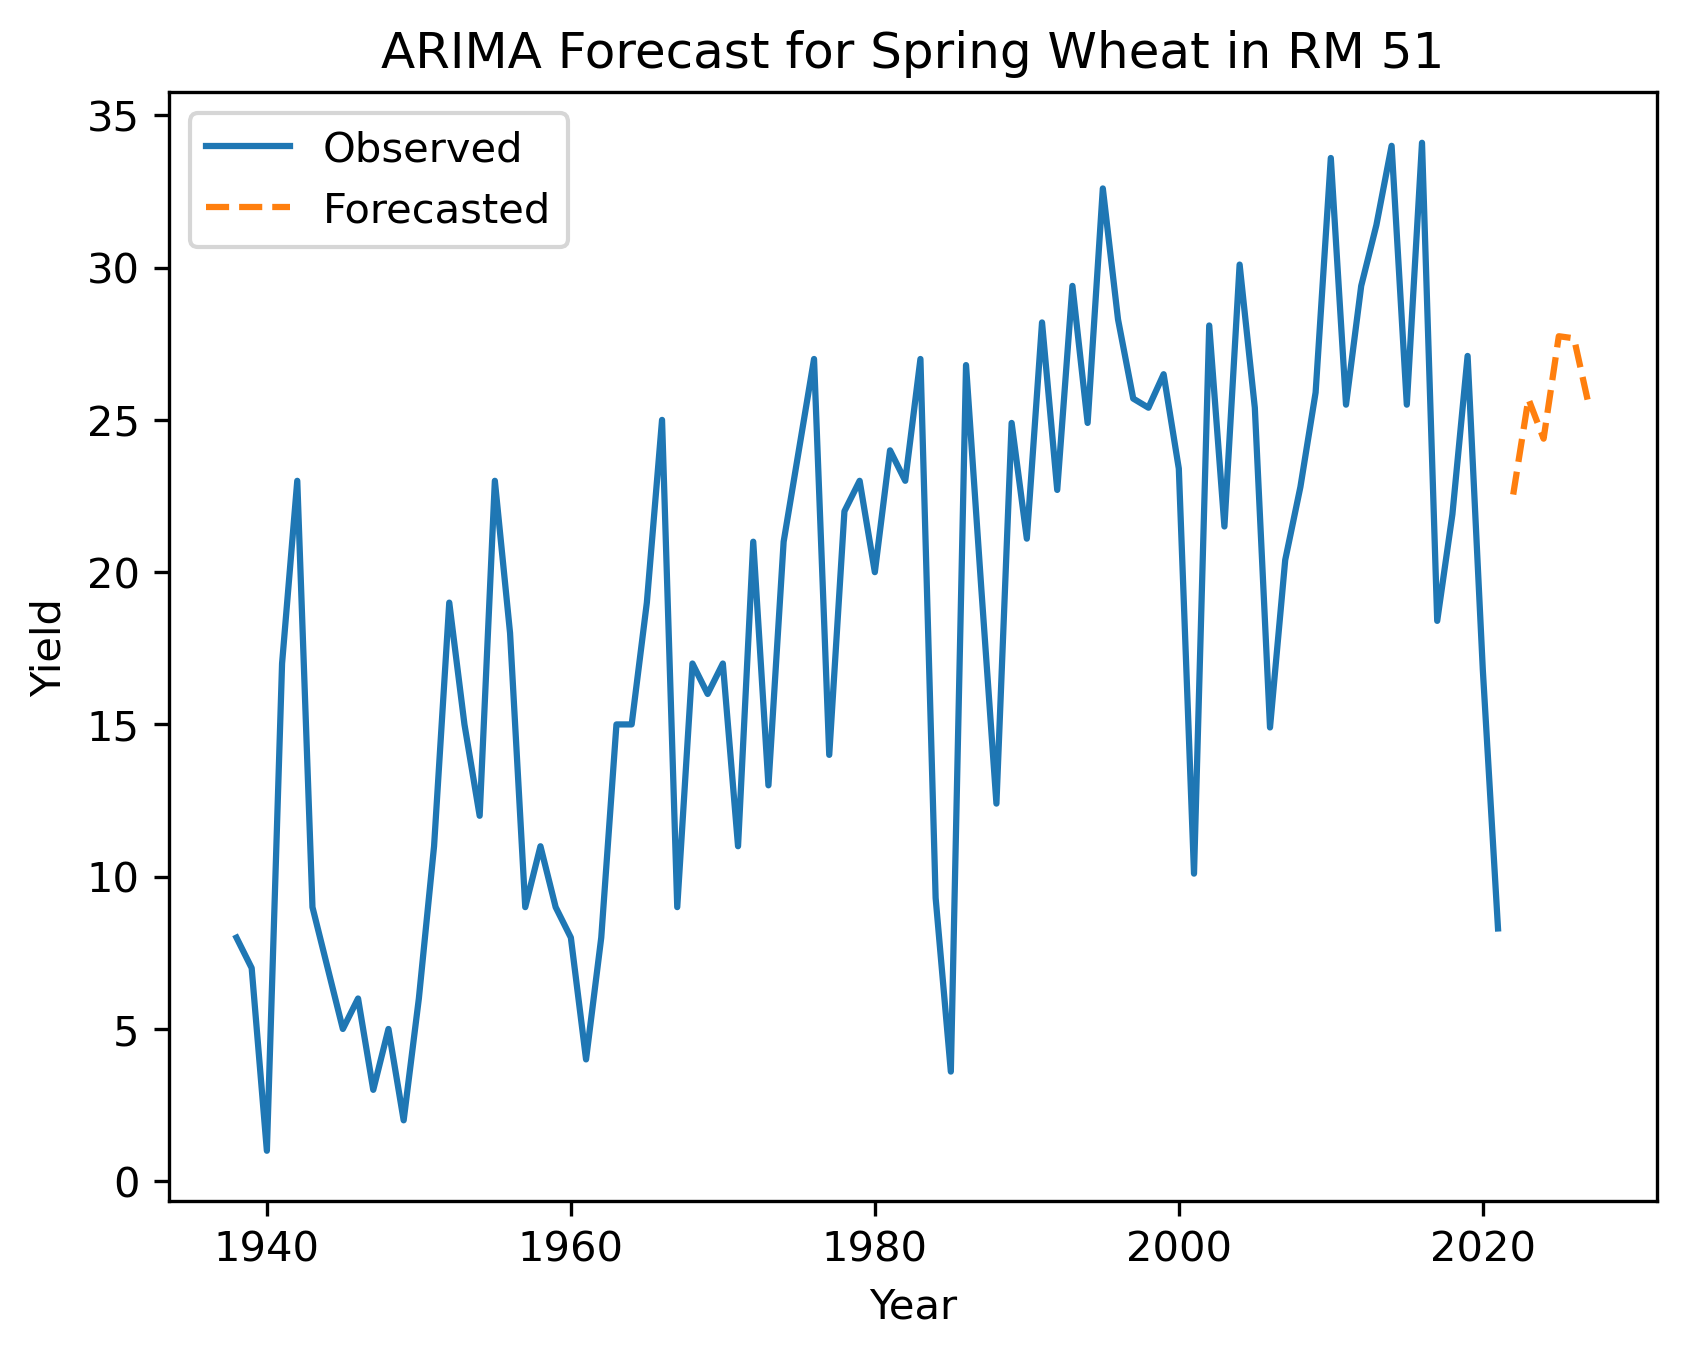 ARIMA Forecast for Spring Wheat in RM 51
Observed
Forecasted
35
30
25
20
15
10
5
0
Yield
1940 1960 1980 2000 2020
Year